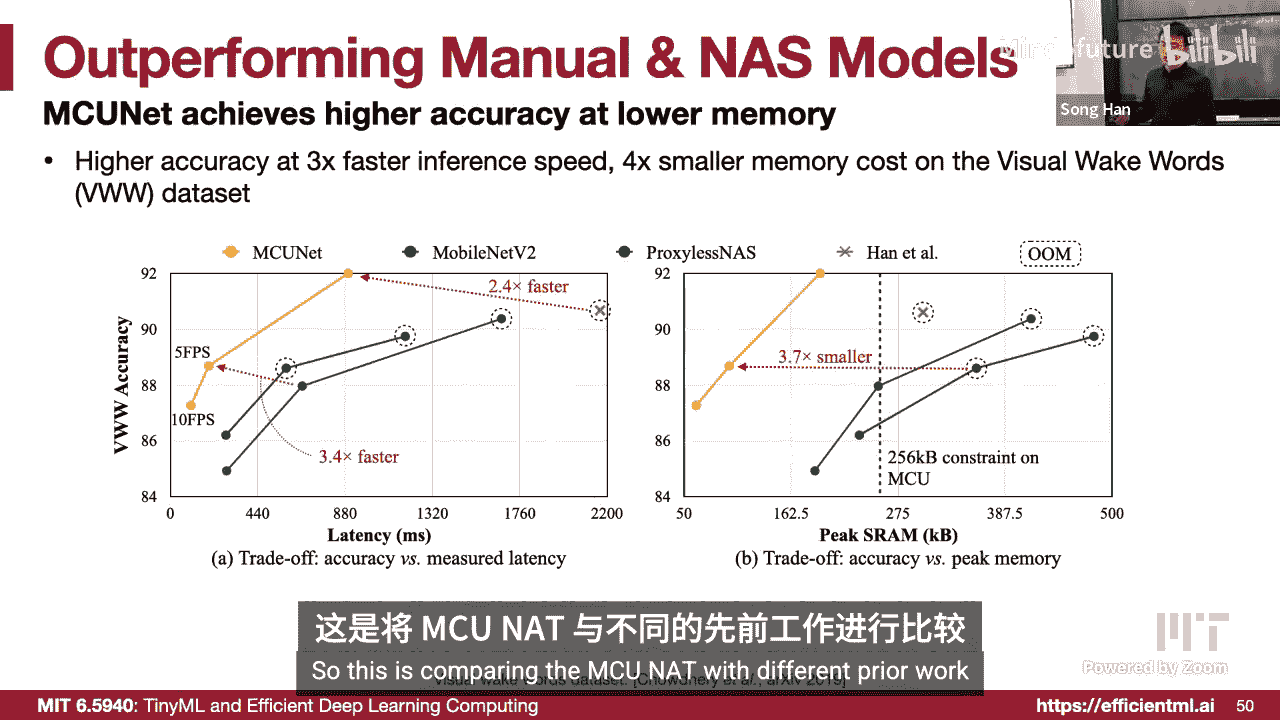 Outperforming Manual & NAS Models
Song Han
MCUNet achieves higher accuracy at lower memory
• Higher accuracy at 3x faster inference speed, 4x smaller memory cost on the Visual Wake Words
(VWW) dataset
MCUNet MobileNetV2 ProxylessNAS Han et al. OOM
92
90
88
86
84
VWW Accuracy
2.4× faster
5FPS
10FPS
3.4× faster
0 440 880 1320 1760 2200
Latency (ms)
(a) Trade-off: accuracy vs. measured latency
92
90
88
86
84
3.7× smaller
256kB constraint on
MCU
50 162.5 275 387.5 500
Peak SRAM (kB)
(b) Trade-off: accuracy vs. peak memory
这是将 MCU NAT 与不同的先前工作进行比较
So this is comparing the MCU NAT with different prior work
MIT
Powered by Zoom
MIT 6.5940: TinyML and Efficient Deep Learning Computing
https://efficientml.ai 50
bilibili